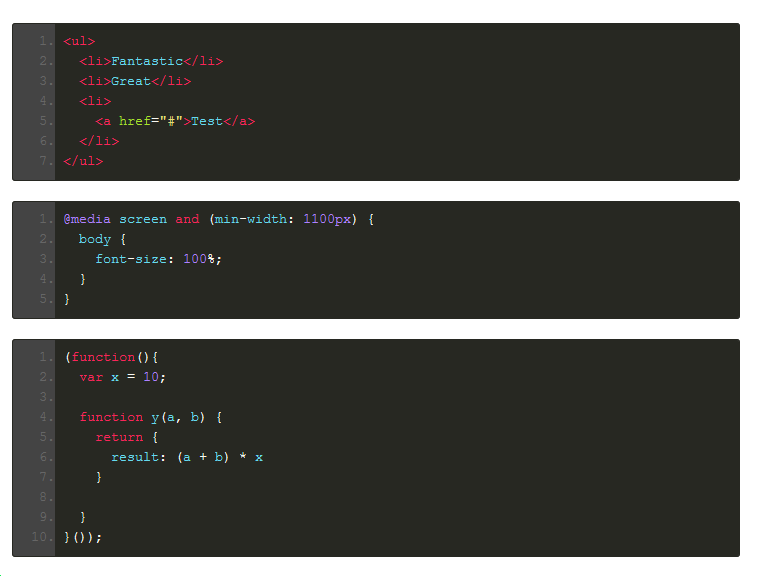 1. <ul>
2.   <li>Fantastic</li>
3.   <li>Great</li>
4.   <li>
5.     <a href="#">Test</a>
6.   </li>
7. </ul>
1. @media screen and (min-width: 1100px) {
2.   body {
3.     font-size: 100%;
4.   }
5. }
1. (function(){
2.   var x = 10;
3.
4.   function y(a, b) {
5.     return {
6.       result: (a + b) * x
7.     }
8.
9.   }
10. }());